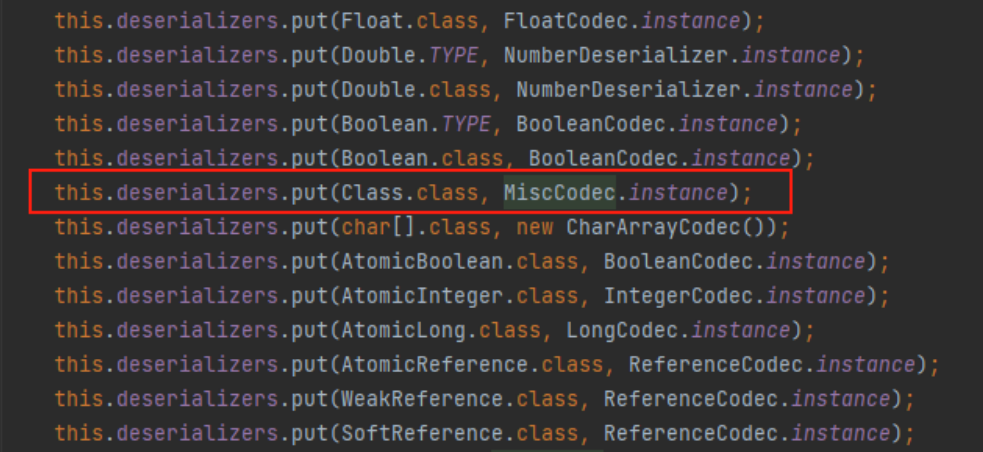 this.deserializers.put(Float.class, FloatCodec.instance);
this.deserializers.put(Double.TYPE, NumberDeserializer.instance);
this.deserializers.put(Double.class, NumberDeserializer.instance);
this.deserializers.put(Boolean.TYPE, BooleanCodec.instance);
this.deserializers.put(Boolean.class, BooleanCodec.instance);
this.deserializers.put(Class.class, MiscCodec.instance);
this.deserializers.put(char[].class, new CharArrayCodec());
this.deserializers.put(AtomicBoolean.class, BooleanCodec.instance);
this.deserializers.put(AtomicInteger.class, IntegerCodec.instance);
this.deserializers.put(AtomicLong.class, LongCodec.instance);
this.deserializers.put(AtomicReference.class, ReferenceCodec.instance);
this.deserializers.put(WeakReference.class, ReferenceCodec.instance);
this.deserializers.put(SoftReference.class, ReferenceCodec.instance);